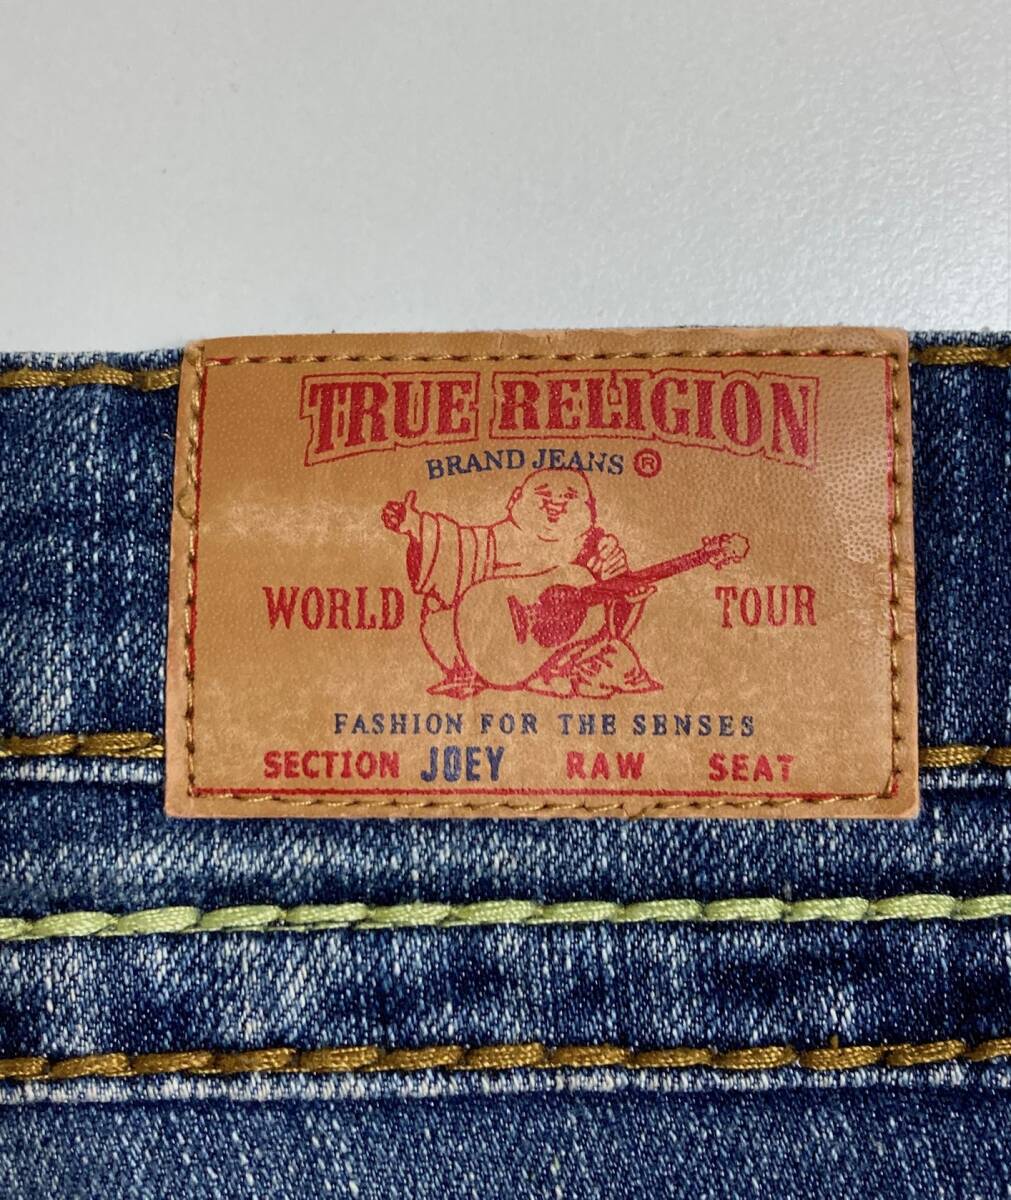 TRUE RELIGION
BRAND JEANS ®
WORLD TOUR
FASHION FOR THE SENSES
SECTION JOEY RAW SEAT